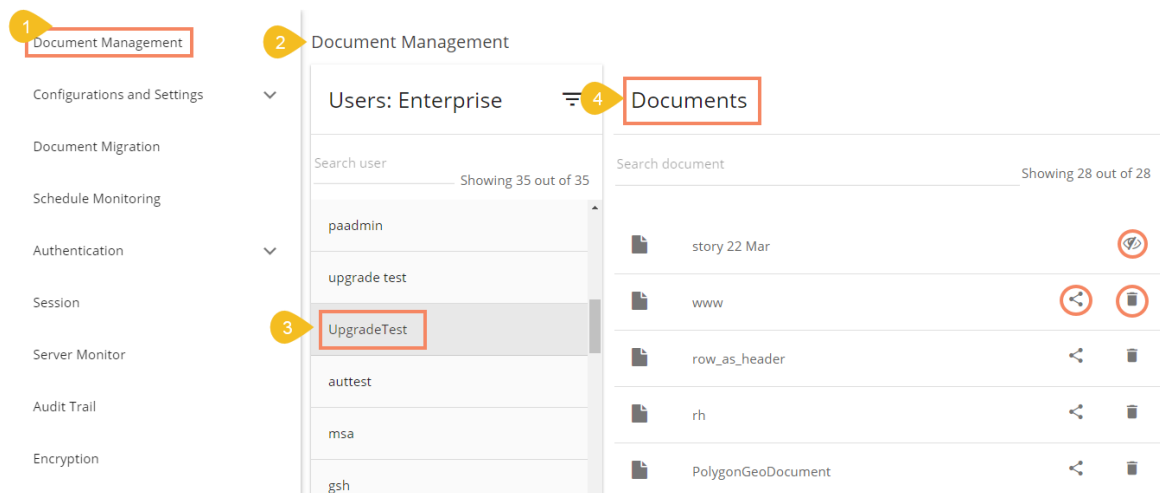 1
Document Management
Configurations and Settings
Document Migration
Schedule Monitoring
Authentication
Session
Server Monitor
Audit Trail
Encryption
2
Document Management
Users: Enterprise
Search user
Showing 35 out of 35
paadmin
upgrade test
3
UpgradeTest
auttest
msa
gsh
4
Documents
Search document
Showing 28 out of 28
story 22 Mar
www
row_as_header
rh
PolygonGeoDocument